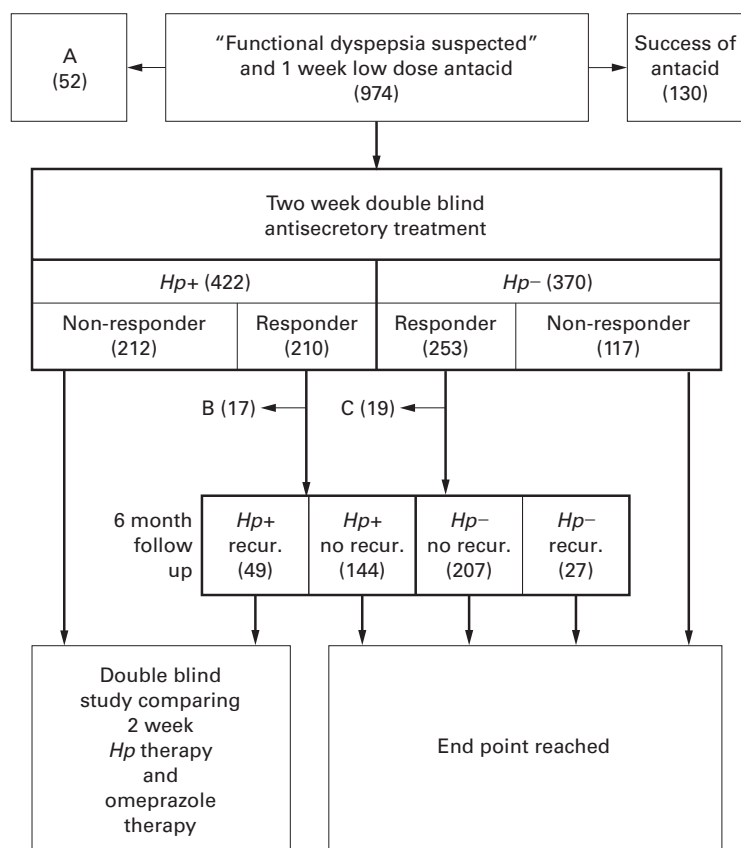 A
(52)
“Functional dyspepsia suspected”
and 1 week low dose antacid
(974)
Success of
antacid
(130)
Two week double blind
antisecretory treatment
Hp+ (422)
Hp− (370)
Non-responder
(212)
Responder
(210)
Responder
(253)
Non-responder
(117)
B (17)
C (19)
6 month
follow
up
Hp+
recur.
(49)
Hp+
no recur.
(144)
Hp−
no recur.
(207)
Hp−
recur.
(27)
Double blind
study comparing
2 week
Hp therapy
and
omeprazole
therapy
End point reached